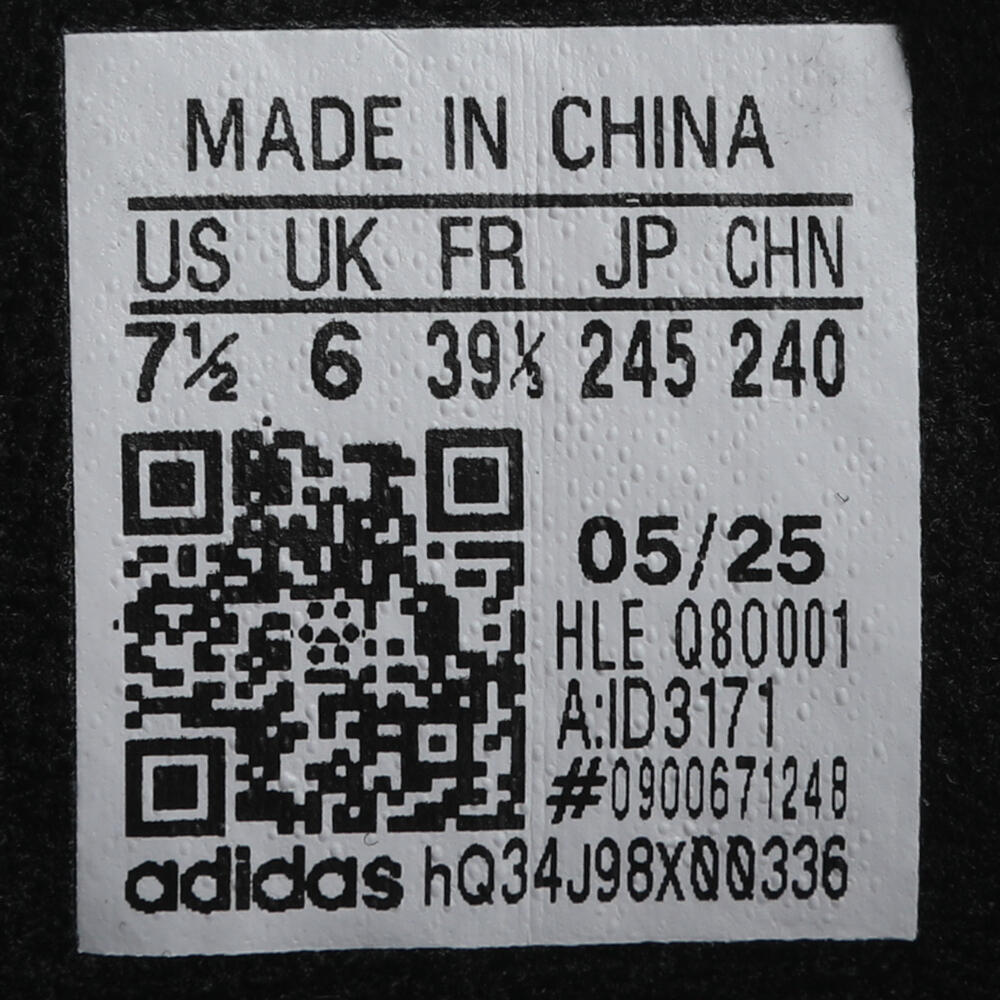 MADE IN CHINA
US UK FR JP CHN
7½ 6 39⅓ 245 240
05/25
HLE Q80001
A:ID3171
#0900671248
adidas hQ34J98X00336